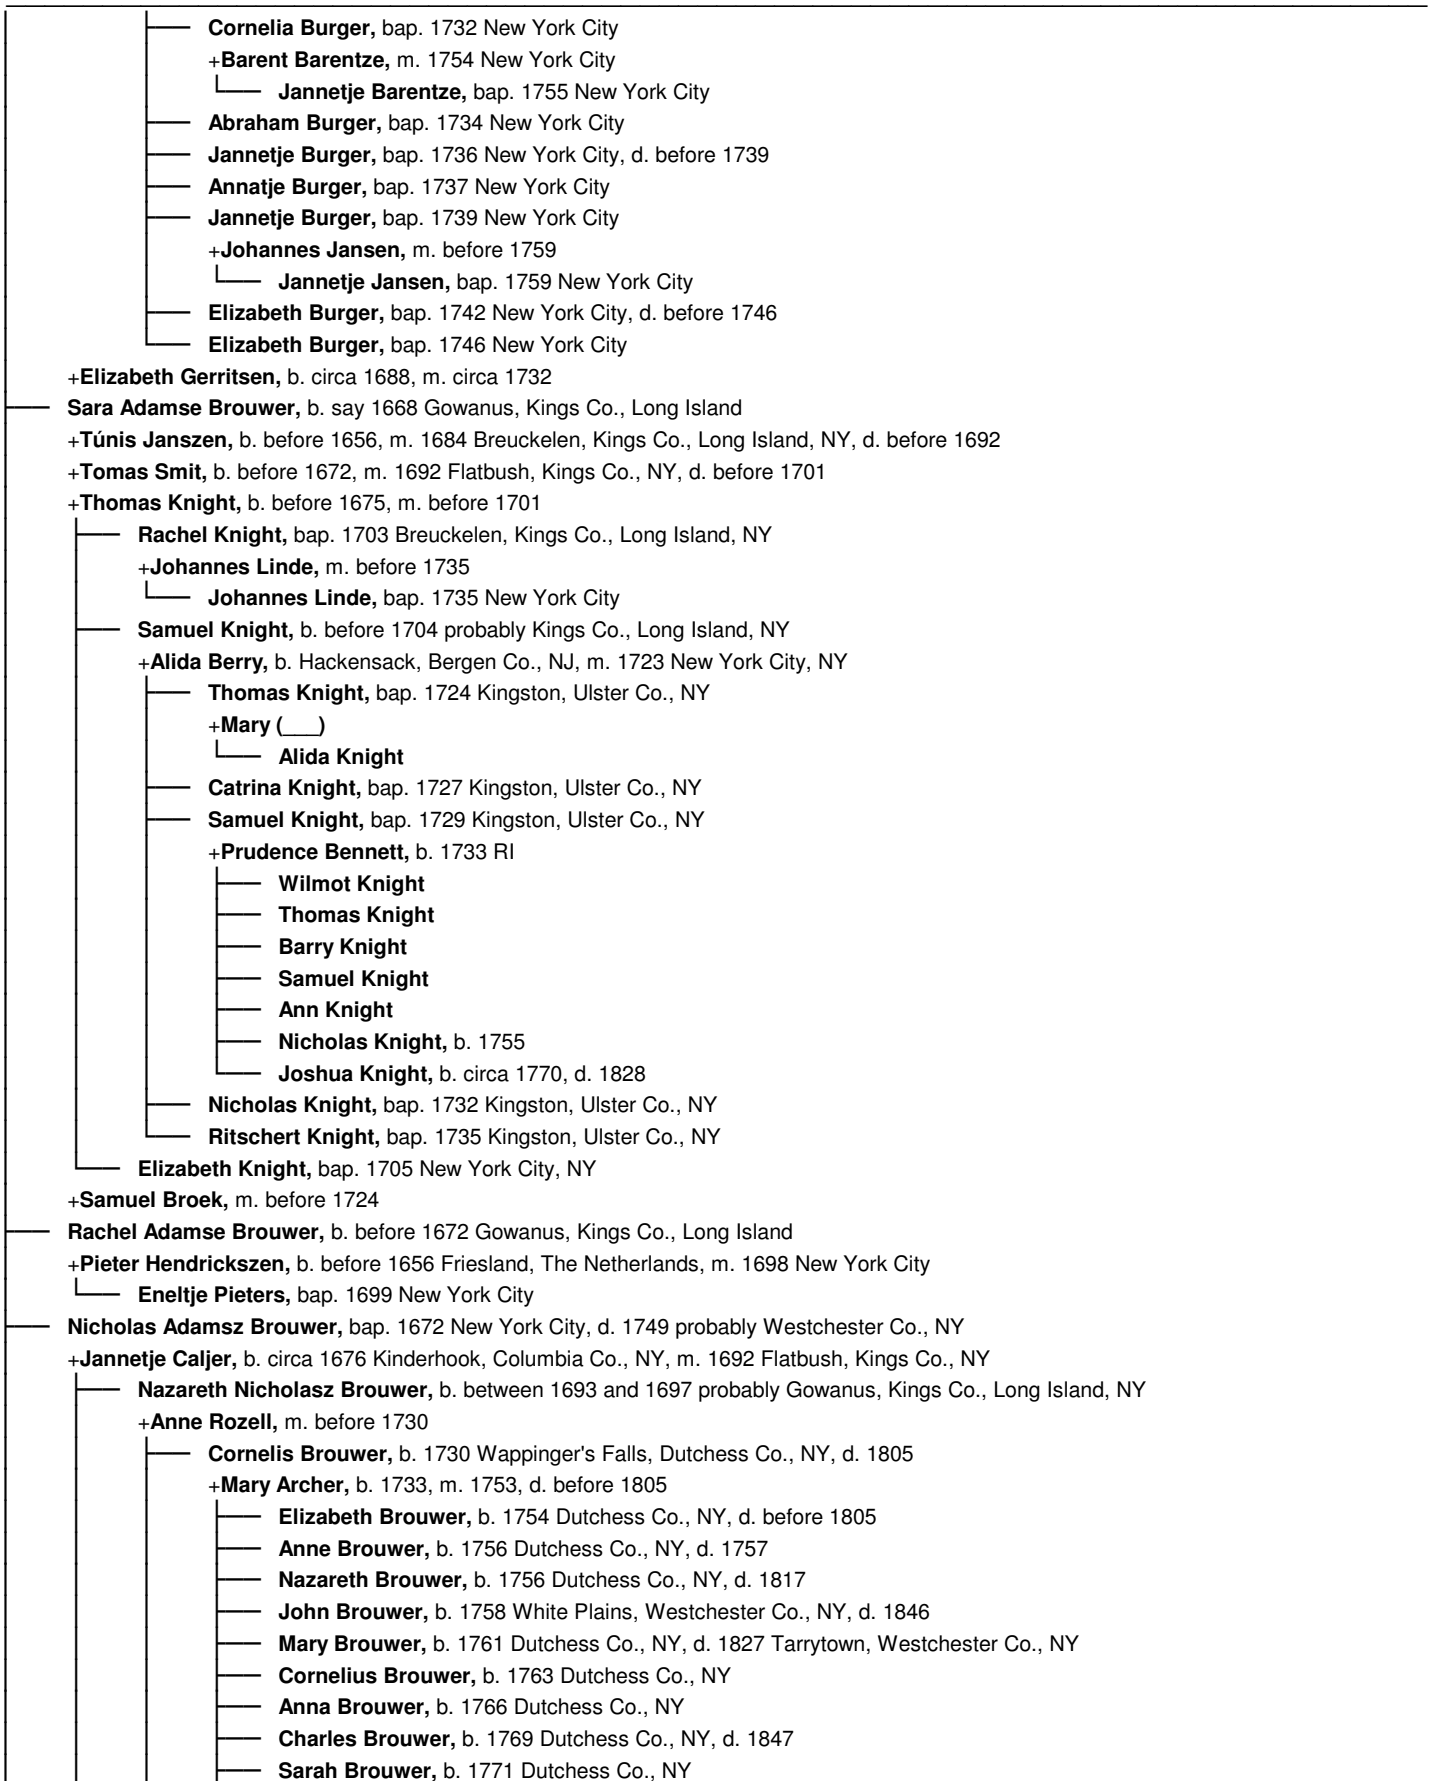 Cornelia Burger, bap. 1732 New York City
+Barent Barentze, m. 1754 New York City
Jannetje Barentze, bap. 1755 New York City
Abraham Burger, bap. 1734 New York City
Jannetje Burger, bap. 1736 New York City, d. before 1739
Annatje Burger, bap. 1737 New York City
Jannetje Burger, bap. 1739 New York City
+Johannes Jansen, m. before 1759
Jannetje Jansen, bap. 1759 New York City
Elizabeth Burger, bap. 1742 New York City, d. before 1746
Elizabeth Burger, bap. 1746 New York City
+Elizabeth Gerritsen, b. circa 1688, m. circa 1732
Sara Adamse Brouwer, b. say 1668 Gowanus, Kings Co., Long Island
+Túnis Janszen, b. before 1656, m. 1684 Breuckelen, Kings Co., Long Island, NY, d. before 1692
+Tomas Smit, b. before 1672, m. 1692 Flatbush, Kings Co., NY, d. before 1701
+Thomas Knight, b. before 1675, m. before 1701
Rachel Knight, bap. 1703 Breuckelen, Kings Co., Long Island, NY
+Johannes Linde, m. before 1735
Johannes Linde, bap. 1735 New York City
Samuel Knight, b. before 1704 probably Kings Co., Long Island, NY
+Alida Berry, b. Hackensack, Bergen Co., NJ, m. 1723 New York City, NY
Thomas Knight, bap. 1724 Kingston, Ulster Co., NY
+Mary (___)
Alida Knight
Catrina Knight, bap. 1727 Kingston, Ulster Co., NY
Samuel Knight, bap. 1729 Kingston, Ulster Co., NY
+Prudence Bennett, b. 1733 RI
Wilmot Knight
Thomas Knight
Barry Knight
Samuel Knight
Ann Knight
Nicholas Knight, b. 1755
Joshua Knight, b. circa 1770, d. 1828
Nicholas Knight, bap. 1732 Kingston, Ulster Co., NY
Ritschert Knight, bap. 1735 Kingston, Ulster Co., NY
Elizabeth Knight, bap. 1705 New York City, NY
+Samuel Broek, m. before 1724
Rachel Adamse Brouwer, b. before 1672 Gowanus, Kings Co., Long Island
+Pieter Hendrickszen, b. before 1656 Friesland, The Netherlands, m. 1698 New York City
Eneltje Pieters, bap. 1699 New York City
Nicholas Adamsz Brouwer, bap. 1672 New York City, d. 1749 probably Westchester Co., NY
+Jannetje Caljer, b. circa 1676 Kinderhook, Columbia Co., NY, m. 1692 Flatbush, Kings Co., NY
Nazareth Nicholasz Brouwer, b. between 1693 and 1697 probably Gowanus, Kings Co., Long Island, NY
+Anne Rozell, m. before 1730
Cornelis Brouwer, b. 1730 Wappinger's Falls, Dutchess Co., NY, d. 1805
+Mary Archer, b. 1733, m. 1753, d. before 1805
Elizabeth Brouwer, b. 1754 Dutchess Co., NY, d. before 1805
Anne Brouwer, b. 1756 Dutchess Co., NY, d. 1757
Nazareth Brouwer, b. 1756 Dutchess Co., NY, d. 1817
John Brouwer, b. 1758 White Plains, Westchester Co., NY, d. 1846
Mary Brouwer, b. 1761 Dutchess Co., NY, d. 1827 Tarrytown, Westchester Co., NY
Cornelius Brouwer, b. 1763 Dutchess Co., NY
Anna Brouwer, b. 1766 Dutchess Co., NY
Charles Brouwer, b. 1769 Dutchess Co., NY, d. 1847
Sarah Brouwer, b. 1771 Dutchess Co., NY